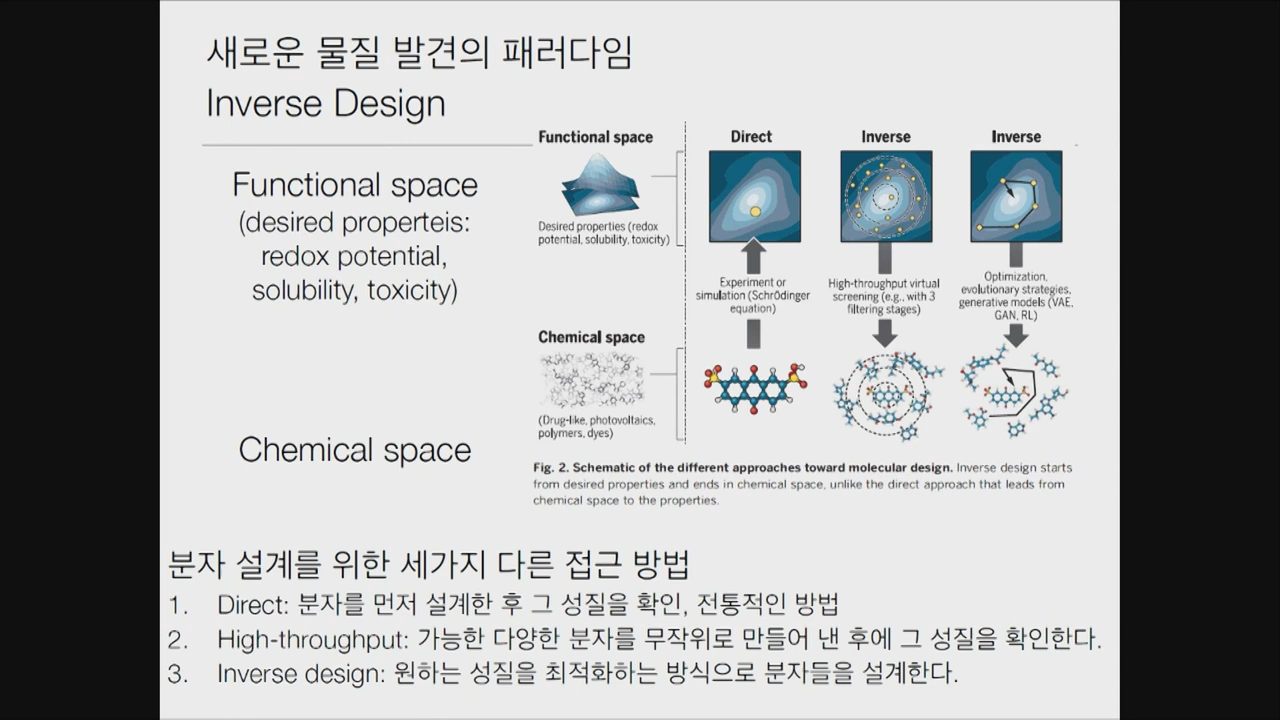 새로운 물질 발견의 패러다임
Inverse Design
Functional space
(desired properteis:
redox potential,
solubility, toxicity)
Chemical space
Functional space
Desired properties (redox
potential, solubility, toxicity)
Chemical space
(Drug-like, photovoltaics,
polymers, dyes)
Direct
Experiment or
simulation (Schrödinger
equation)
Inverse
High-throughput virtual
screening (e.g., with 3
filtering stages)
Inverse
Optimization,
evolutionary strategies,
generative models (VAE,
GAN, RL)
Fig. 2. Schematic of the different approaches toward molecular design. Inverse design starts
from desired properties and ends in chemical space, unlike the direct approach that leads from
chemical space to the properties.
분자 설계를 위한 세가지 다른 접근 방법
1. Direct: 분자를 먼저 설계한 후 그 성질을 확인, 전통적인 방법
2. High-throughput: 가능한 다양한 분자를 무작위로 만들어 낸 후에 그 성질을 확인한다.
3. Inverse design: 원하는 성질을 최적화하는 방식으로 분자들을 설계한다.